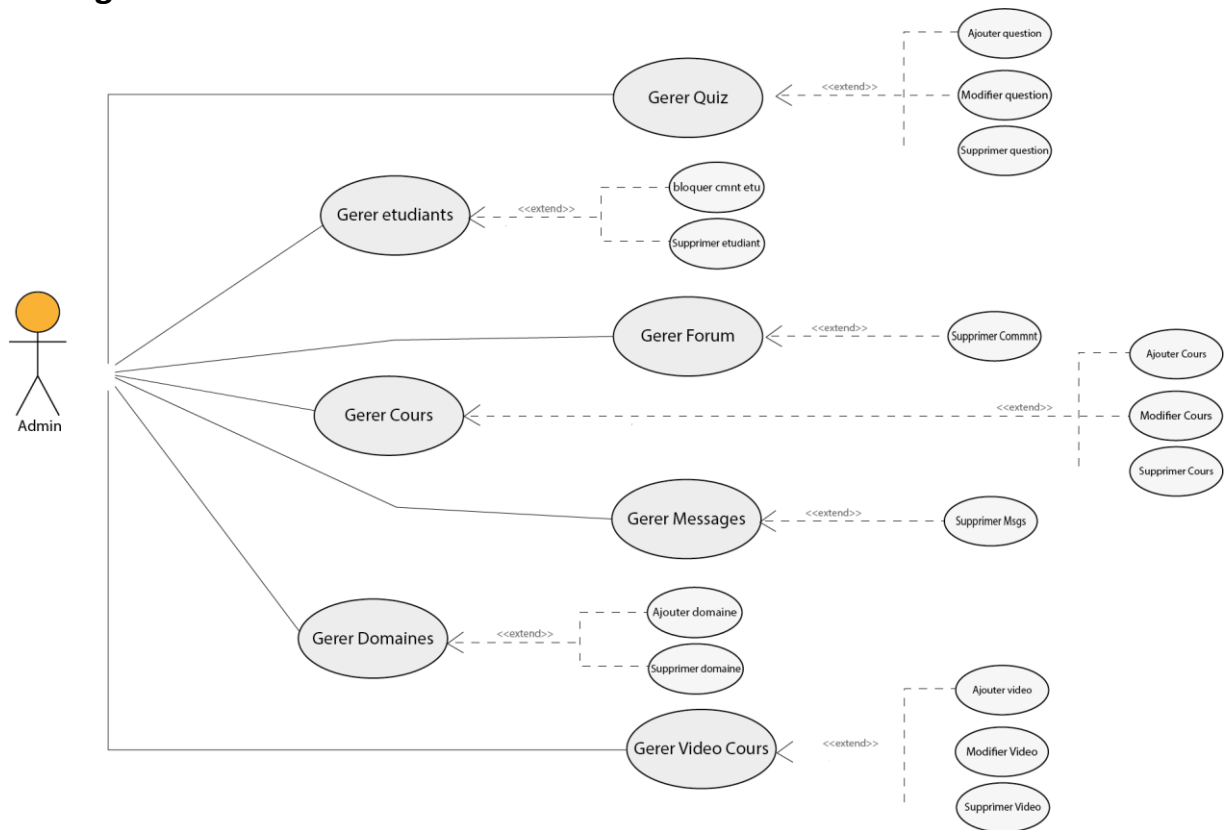 Ajouter question
Gerer Quiz
<<extend>>
Modifier question
Supprimer question
bloquer cmnt etu
Gerer etudiants
<<extend>>
Supprimer etudiant
Gerer Forum
<<extend>>
Supprimer Commnt
Ajouter Cours
Gerer Cours
<<extend>>
Modifier Cours
Supprimer Cours
Admin
Gerer Messages
<<extend>>
Supprimer Msgs
Ajouter domaine
Gerer Domaines
<<extend>>
Supprimer domaine
Ajouter video
Gerer Video Cours
<<extend>>
Modifier Video
Supprimer Video